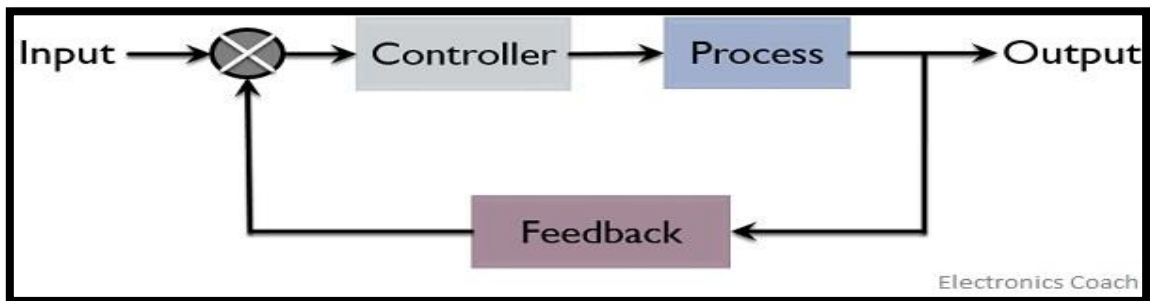 Input
Controller
Process
Output
Feedback
Electronics Coach